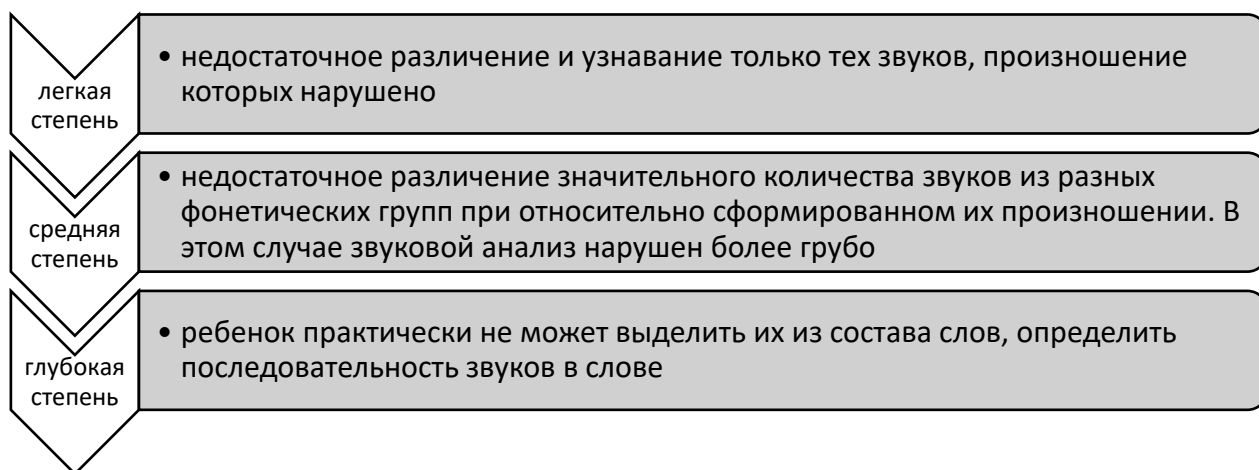 легкая
степень
• недостаточное различение и узнавание только тех звуков, произношение
которых нарушено
средняя
степень
• недостаточное различение значительного количества звуков из разных
фонетических групп при относительно сформированном их произношении. В
этом случае звуковой анализ нарушен более грубо
глубокая
степень
• ребенок практически не может выделить их из состава слов, определить
последовательность звуков в слове